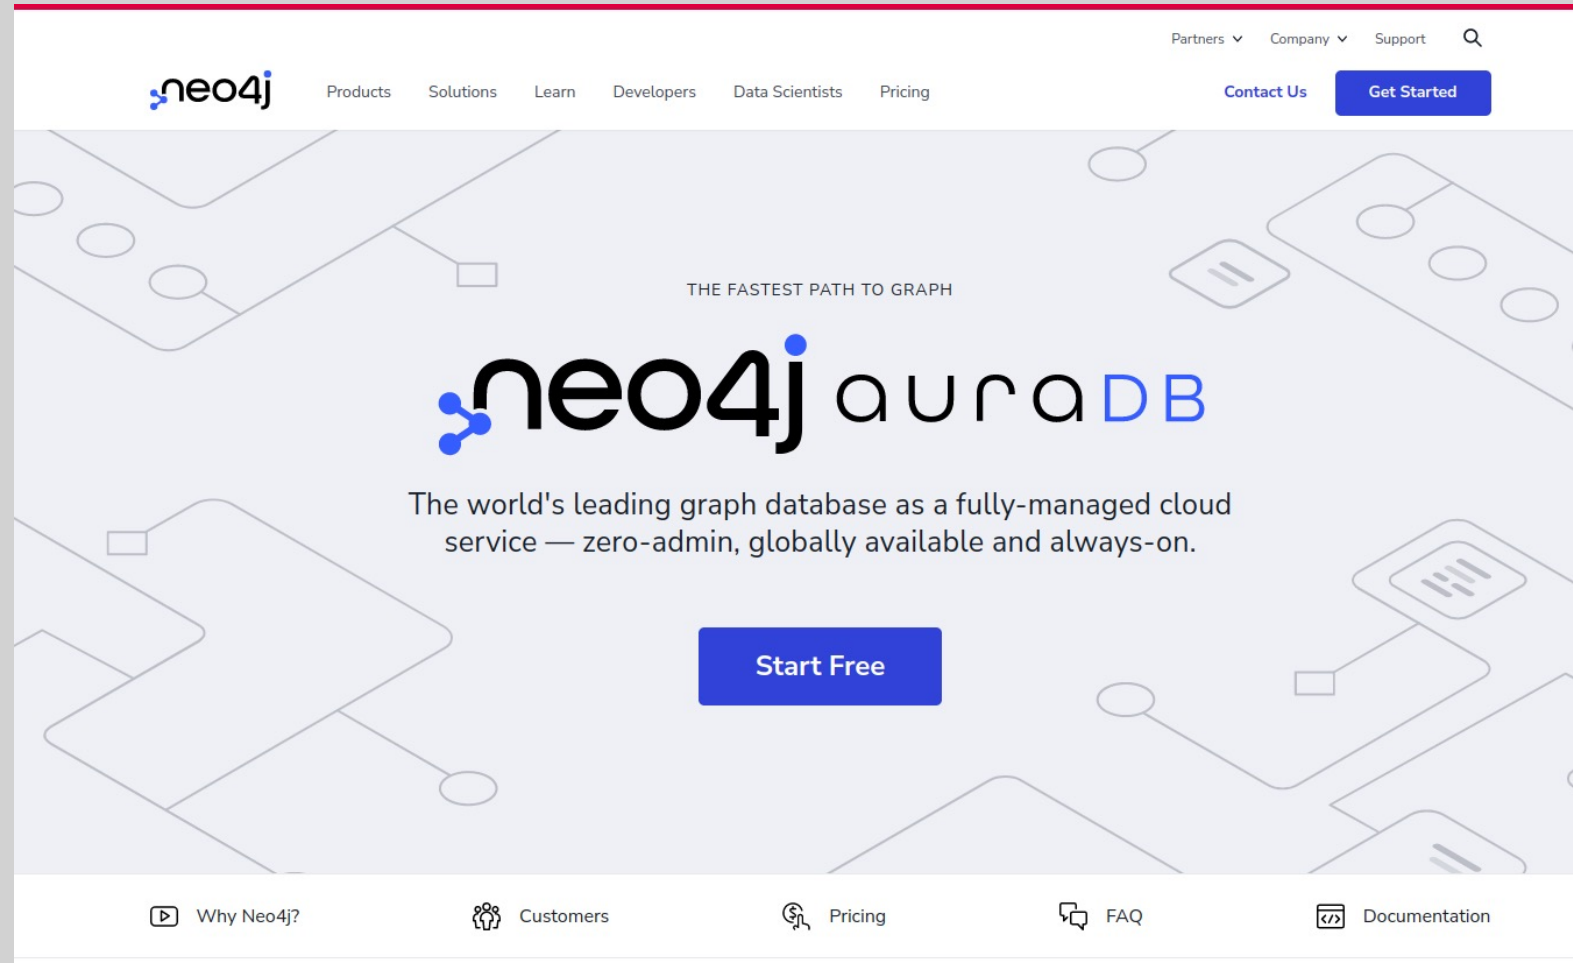 Partners Company Support
neo4j Products Solutions Learn Developers Data Scientists Pricing Contact Us Get Started
THE FASTEST PATH TO GRAPH
neo4j auraDB
The world's leading graph database as a fully-managed cloud
service — zero-admin, globally available and always-on.
Start Free
Why Neo4j? Customers Pricing FAQ Documentation